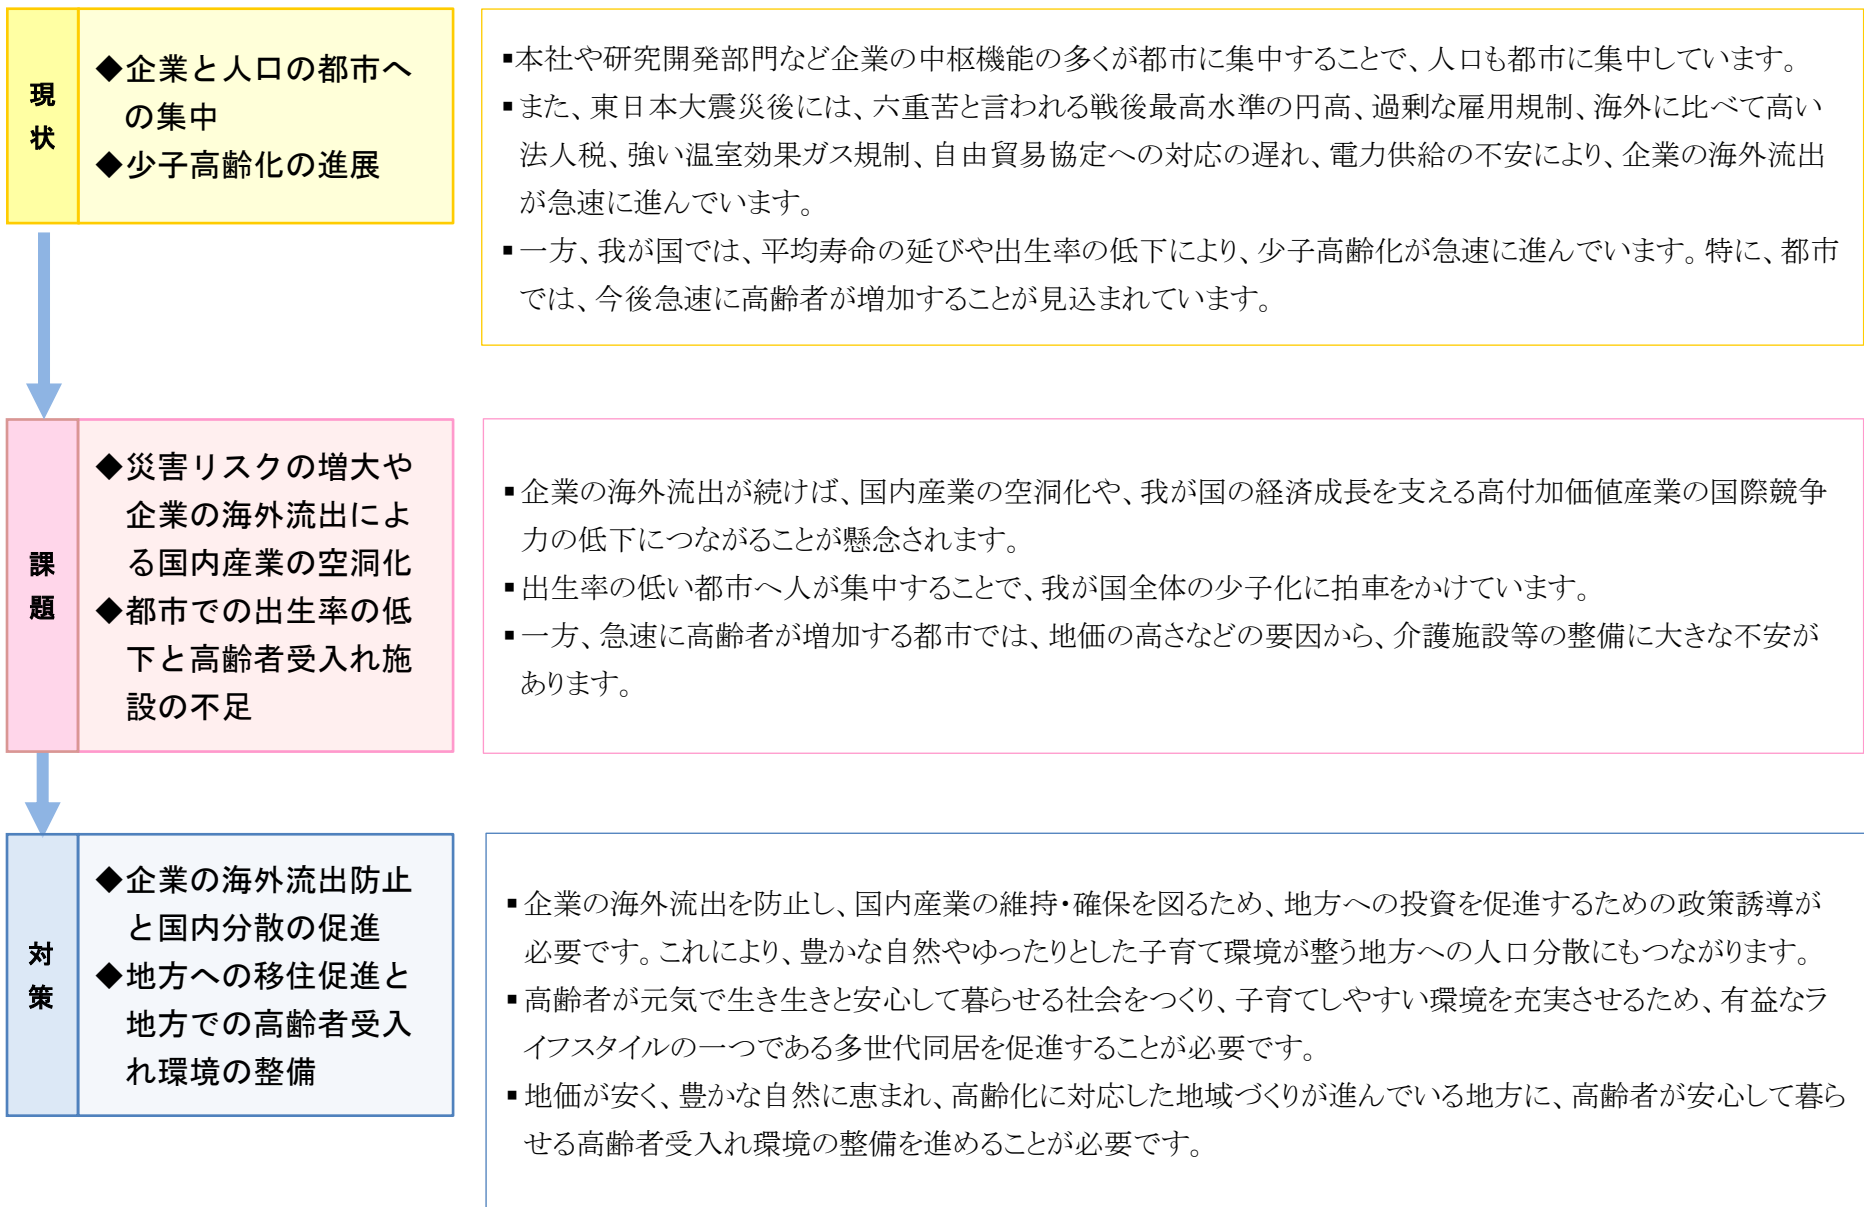 現状
◆企業と人口の都市へ
の集中
◆少子高齢化の進展
▪本社や研究開発部門など企業の中枢機能の多くが都市に集中することで、人口も都市に集中しています。
▪また、東日本大震災後には、六重苦と言われる戦後最高水準の円高、過剰な雇用規制、海外に比べて高い
法人税、強い温室効果ガス規制、自由貿易協定への対応の遅れ、電力供給の不安により、企業の海外流出
が急速に進んでいます。
▪一方、我が国では、平均寿命の延びや出生率の低下により、少子高齢化が急速に進んでいます。特に、都市
では、今後急速に高齢者が増加することが見込まれています。
課題
◆災害リスクの増大や
企業の海外流出によ
る国内産業の空洞化
◆都市での出生率の低
下と高齢者受入れ施
設の不足
▪企業の海外流出が続けば、国内産業の空洞化や、我が国の経済成長を支える高付加価値産業の国際競争
力の低下につながることが懸念されます。
▪出生率の低い都市へ人が集中することで、我が国全体の少子化に拍車をかけています。
▪一方、急速に高齢者が増加する都市では、地価の高さなどの要因から、介護施設等の整備に大きな不安が
あります。
対策
◆企業の海外流出防止
と国内分散の促進
◆地方への移住促進と
地方での高齢者受入
れ環境の整備
▪企業の海外流出を防止し、国内産業の維持・確保を図るため、地方への投資を促進するための政策誘導が
必要です。これにより、豊かな自然やゆったりとした子育て環境が整う地方への人口分散にもつながります。
▪高齢者が元気で生き生きと安心して暮らせる社会をつくり、子育てしやすい環境を充実させるため、有益なラ
イフスタイルの一つである多世代同居を促進することが必要です。
▪地価が安く、豊かな自然に恵まれ、高齢化に対応した地域づくりが進んでいる地方に、高齢者が安心して暮ら
せる高齢者受入れ環境の整備を進めることが必要です。